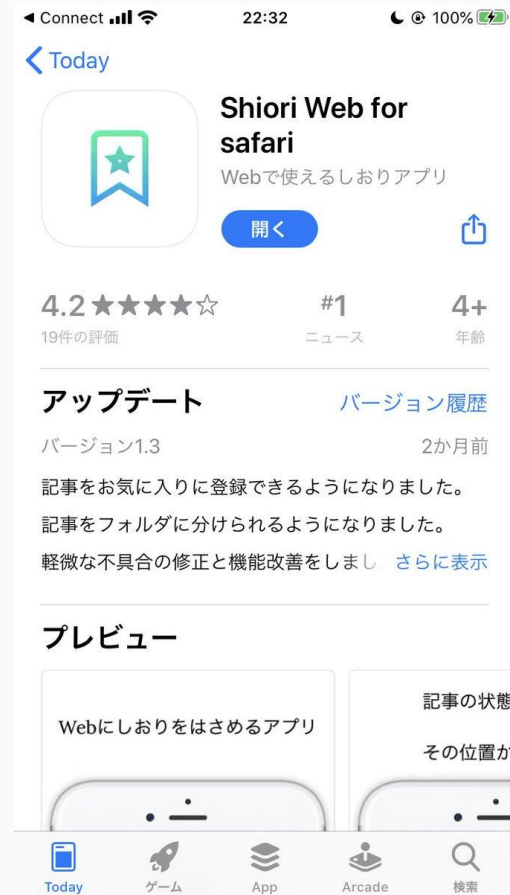 ◀ Connect
22:32
100%
Today
Shiori Web for
safari
Webで使えるしおりアプリ
開く
4.2 ★★★★☆
#1
4+
19件の評価
ニュース
年齢
アップデート
バージョン履歴
バージョン1.3
2か月前
記事をお気に入りに登録できるようになりました。
記事をフォルダに分けられるようになりました。
軽微な不具合の修正と機能改善をしまし さらに表示
プレビュー
Webにしおりをはさめるアプリ
記事の状態
その位置か
Today
ゲーム
App
Arcade
検索